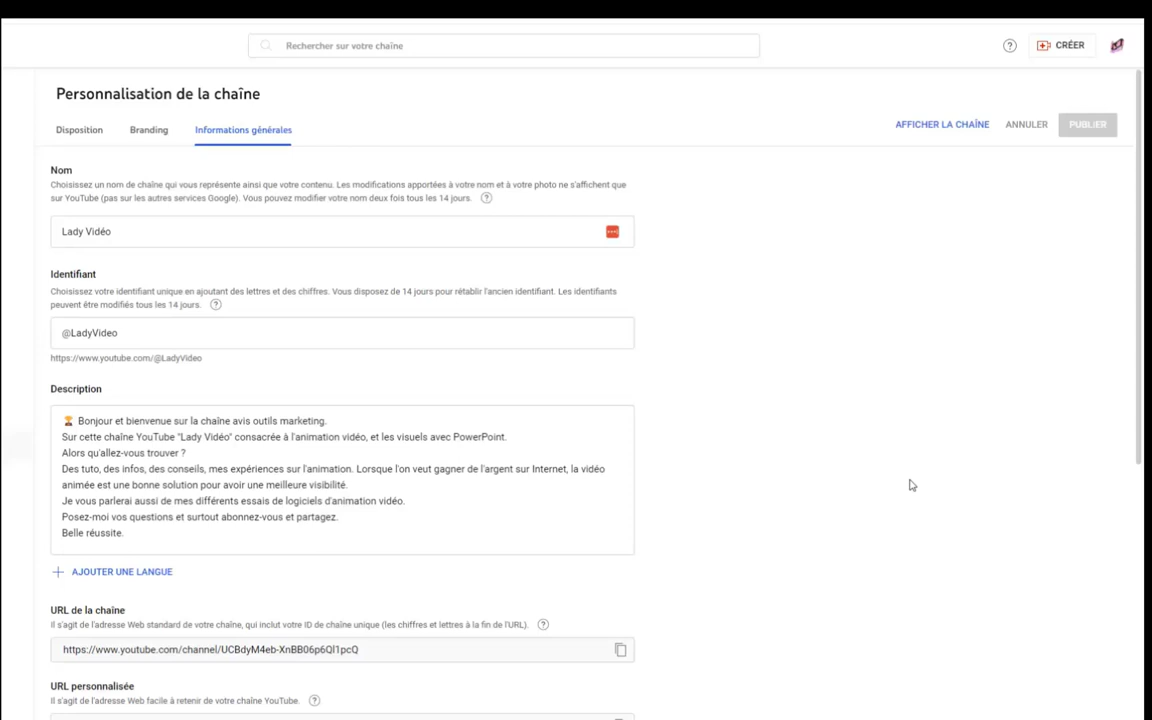 Rechercher sur votre chaîne
CRÉER
Personnalisation de la chaîne
Disposition Branding Informations générales
AFFICHER LA CHAÎNE ANNULER PUBLIER
Nom
Choisissez un nom de chaîne qui vous représente ainsi que votre contenu. Les modifications apportées à votre nom et à votre photo ne s'affichent que
sur YouTube (pas sur les autres services Google). Vous pouvez modifier votre nom deux fois tous les 14 jours.
Lady Vidéo
Identifiant
Choisissez votre identifiant unique en ajoutant des lettres et des chiffres. Vous disposez de 14 jours pour rétablir l'ancien identifiant. Les identifiants
peuvent être modifiés tous les 14 jours.
@LadyVideo
https://www.youtube.com/@LadyVideo
Description
🏆 Bonjour et bienvenue sur la chaîne avis outils marketing.
Sur cette chaîne YouTube "Lady Vidéo" consacrée à l'animation vidéo, et les visuels avec PowerPoint.
Alors qu'allez-vous trouver ?
Des tuto, des infos, des conseils, mes expériences sur l'animation. Lorsque l'on veut gagner de l'argent sur Internet, la vidéo
animée est une bonne solution pour avoir une meilleure visibilité.
Je vous parlerai aussi de mes différents essais de logiciels d'animation vidéo.
Posez-moi vos questions et surtout abonnez-vous et partagez.
Belle réussite.
AJOUTER UNE LANGUE
URL de la chaîne
Il s'agit de l'adresse Web standard de votre chaîne, qui inclut votre ID de chaîne unique (les chiffres et lettres à la fin de l'URL).
https://www.youtube.com/channel/UCBdyM4eb-XnBB06p6Ql1pcQ
URL personnalisée
Il s'agit de l'adresse Web facile à retenir de votre chaîne YouTube.